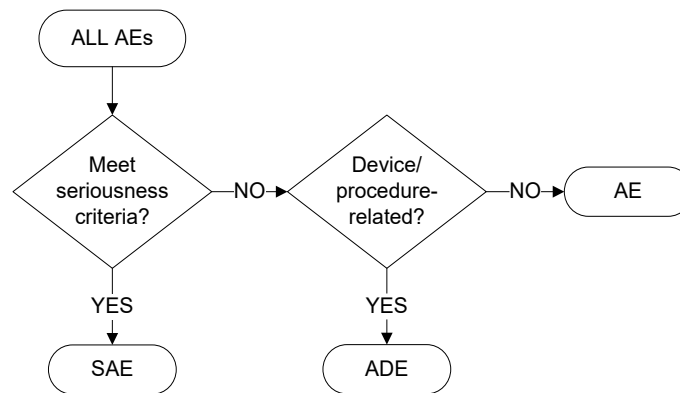 ALL AEs
Meet
seriousness
criteria?
NO
Device/
procedure-
related?
NO
AE
YES
YES
SAE
ADE